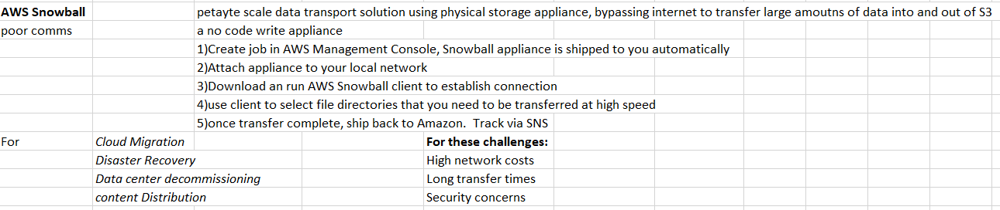 AWS Snowball petayte scale data transport solution using physical storage appliance, bypassing internet to transfer large amoutns of data into and out of S3
poor comms a no code write appliance
1)Create job in AWS Management Console, Snowball appliance is shipped to you automatically
2)Attach appliance to your local network
3)Download an run AWS Snowball client to establish connection
4)use client to select file directories that you need to be transferred at high speed
5)once transfer complete, ship back to Amazon.  Track via SNS
For Cloud Migration For these challenges:
Disaster Recovery High network costs
Data center decommissioning Long transfer times
content Distribution Security concerns